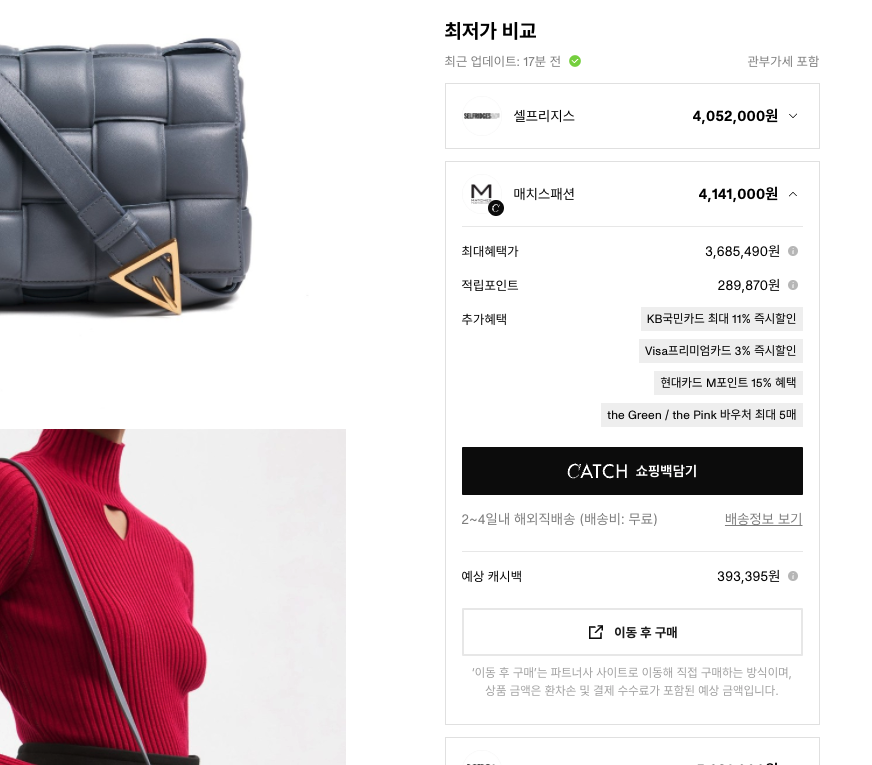 최저가 비교
최근 업데이트: 17분 전
관부가세 포함
SELFRIDGES
셀프리지스
4,052,000원
M
매치스패션
4,141,000원
최대혜택가
3,685,490원
적립포인트
289,870원
추가혜택
KB국민카드 최대 11% 즉시할인
Visa프리미엄카드 3% 즉시할인
현대카드 M포인트 15% 혜택
the Green / the Pink 바우처 최대 5매
CATCH 쇼핑백담기
2~4일내 해외직배송 (배송비: 무료)
배송정보 보기
예상 캐시백
393,395원
이동 후 구매
'이동 후 구매'는 파트너사 사이트로 이동해 직접 구매하는 방식이며,
상품 금액은 환차손 및 결제 수수료가 포함된 예상 금액입니다.